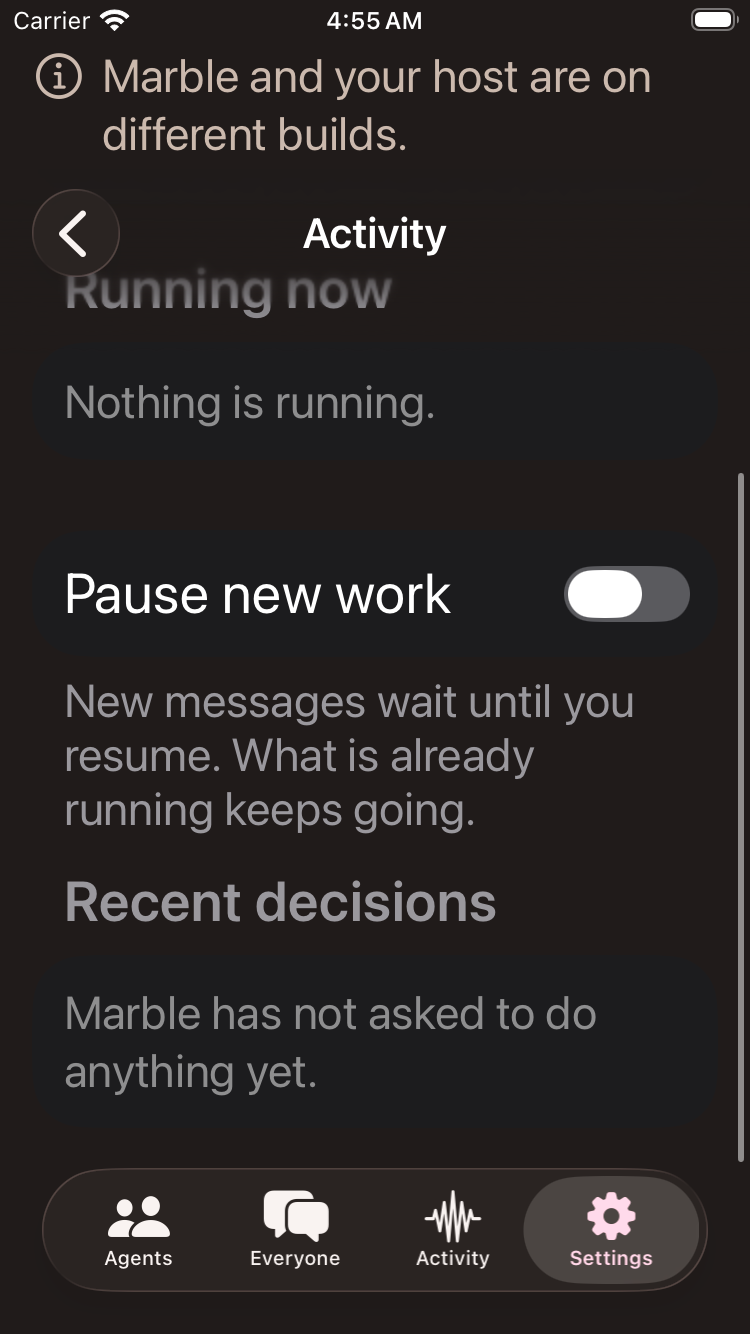 Carrier
4:55 AM
Marble and your host are on
different builds.
Activity
Running now
Nothing is running.
Pause new work
New messages wait until you
resume. What is already
running keeps going.
Recent decisions
Marble has not asked to do
anything yet.
Agents
Everyone
Activity
Settings